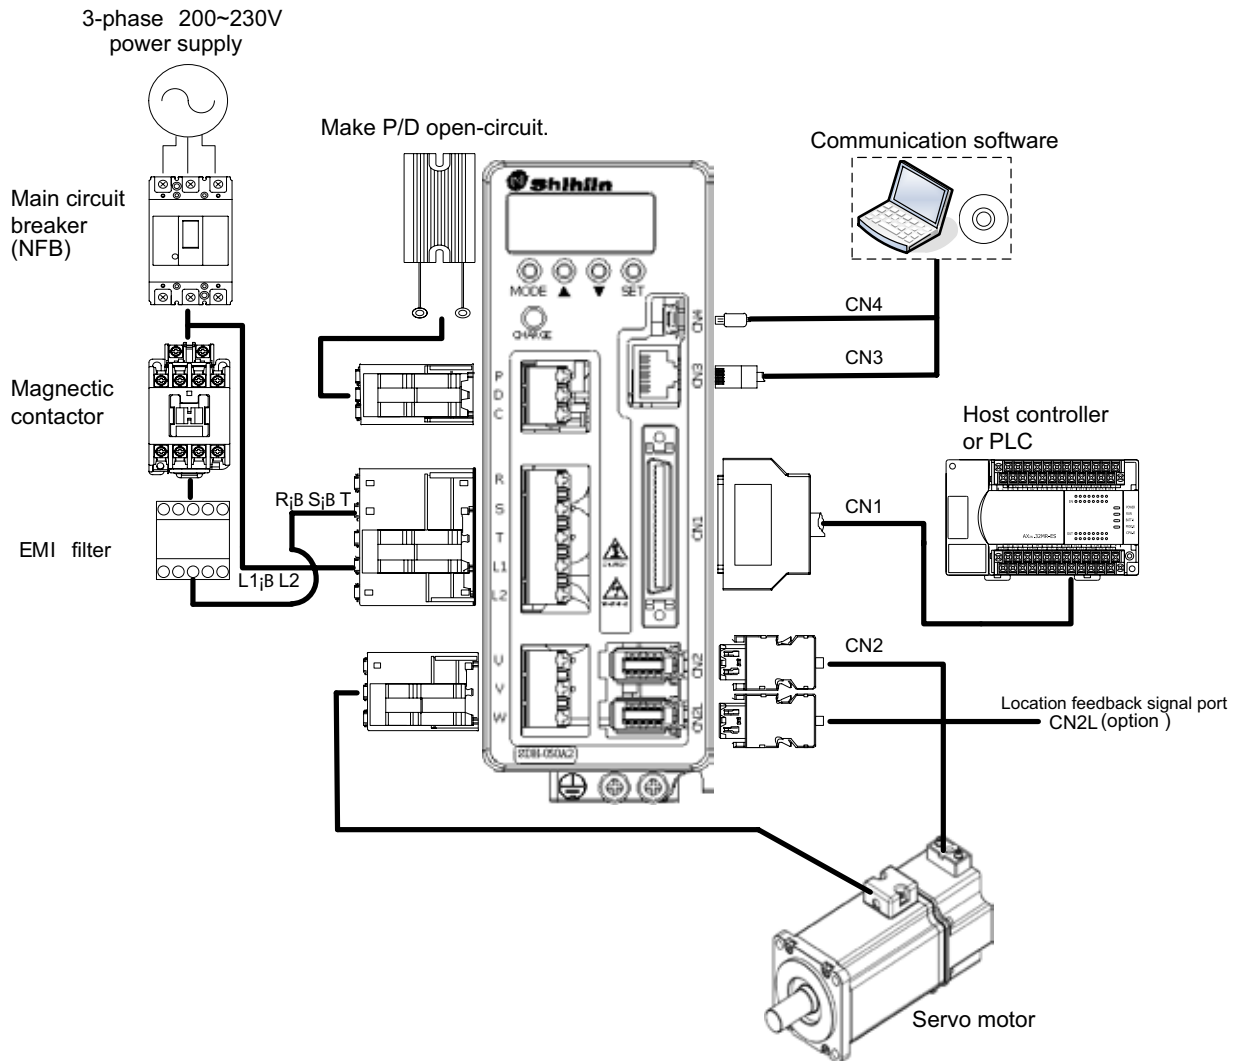 3-phase 200~230V
power supply
Make P/D open-circuit.
Communication software
Main circuit
breaker
(NFB)
Shihlin
MODE ▲ ▼ SET
CHARGE
CN4
CN3
CN4
CN3
P
D
C
Magnectic
contactor
Host controller
or PLC
R¡B S¡B T
R
S
T
L1
L2
CN1
CN1
EMI filter
L1¡B L2
U
V
W
CN2
CN2L
CN2
Location feedback signal port
CN2L (option )
SDH-050A2
Servo motor